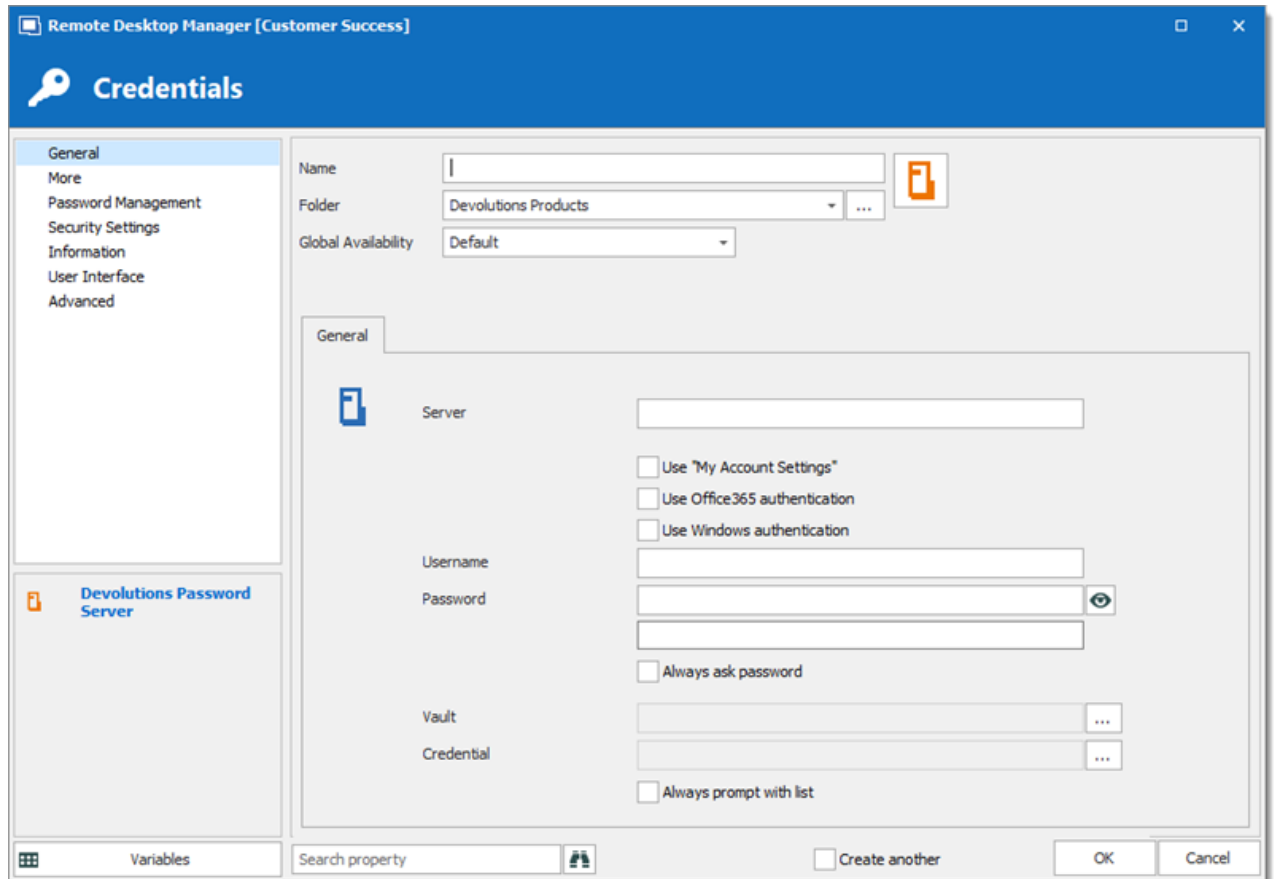 Remote Desktop Manager [Customer Success]
Credentials
General
More
Password Management
Security Settings
Information
User Interface
Advanced
Devolutions Password
Server
Variables
Name
Folder
Devolutions Products
...
Global Availability
Default
General
Server
Use "My Account Settings"
Use Office365 authentication
Use Windows authentication
Username
Password
Always ask password
Vault
...
Credential
...
Always prompt with list
Search property
Create another
OK
Cancel